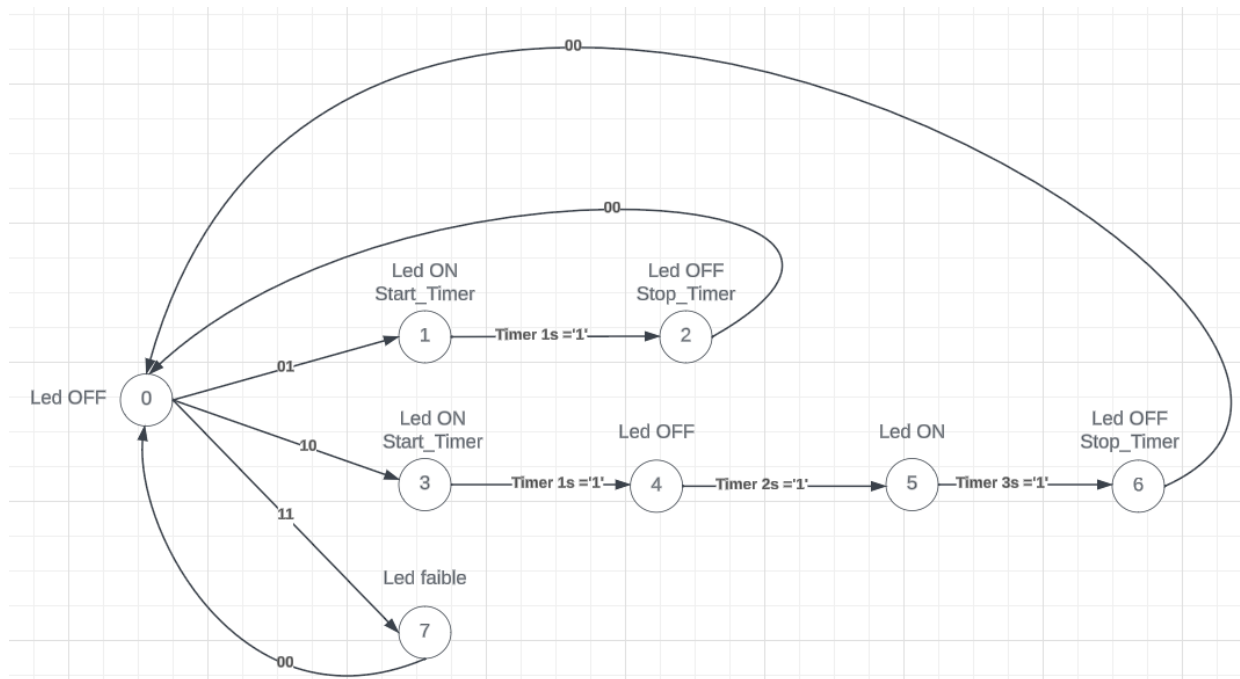 00
00
Led ON
Start_Timer
Led OFF
Stop_Timer
1
Timer 1s ='1'
2
01
Led OFF
0
Led ON
Start_Timer
Led OFF
Led ON
Led OFF
Stop_Timer
10
3
Timer 1s ='1'
4
Timer 2s ='1'
5
Timer 3s ='1'
6
11
Led faible
7
00